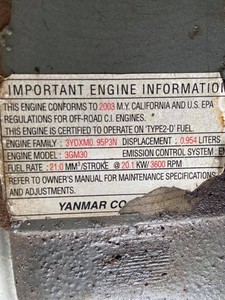 IMPORTANT ENGINE INFORMATION
THIS ENGINE CONFORMS TO 2003 M.Y. CALIFORNIA AND U.S. EPA
REGULATIONS FOR OFF-ROAD C.I. ENGINES.
THIS ENGINE IS CERTIFIED TO OPERATE ON 'TYPE2-D' FUEL.
ENGINE FAMILY : 3YDXM0.95P3N DISPLACEMENT : 0.954 LITERS
ENGINE MODEL : 3GM30 EMISSION CONTROL SYSTEM :
FUEL RATE : 21.0 MM³/STROKE @ 20.1 KW/ 3600 RPM
REFER TO OWNER'S MANUAL FOR MAINTENANCE SPECIFICATIONS
AND ADJUSTMENTS.
YANMAR CO